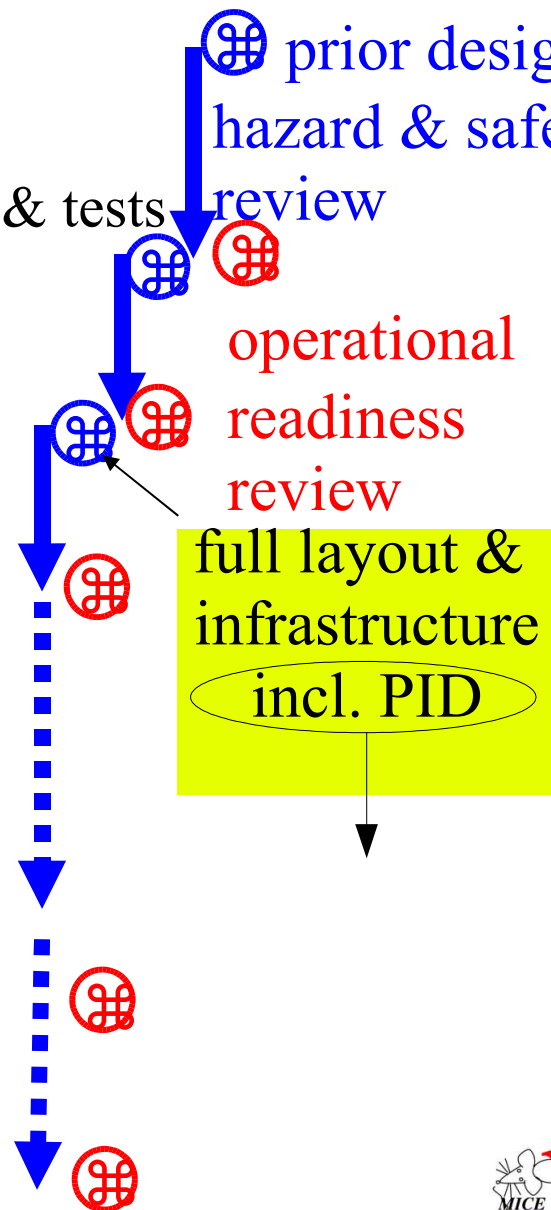 prior desig
hazard & safe
& tests review
operational
readiness
review
full layout &
infrastructure
incl. PID
MICE